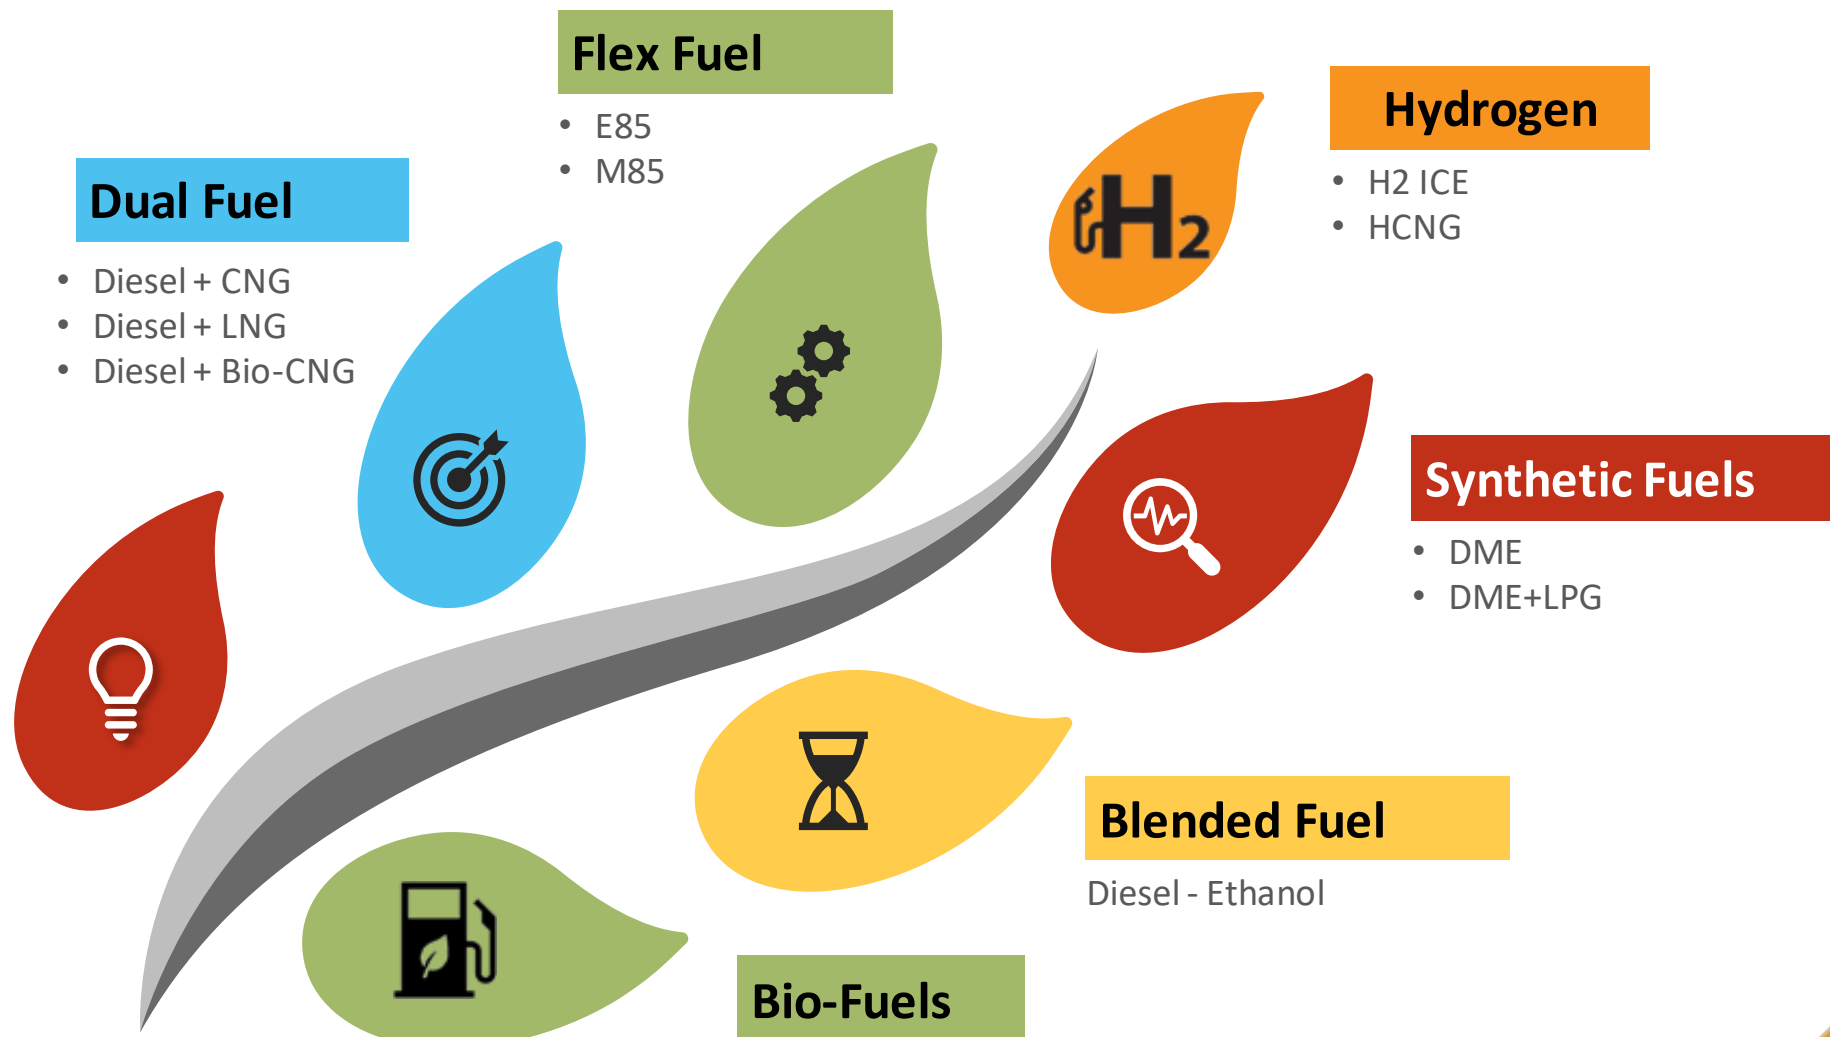 Flex Fuel
• E85
• M85
Hydrogen
• H2 ICE
• HCNG
H2
Dual Fuel
• Diesel + CNG
• Diesel + LNG
• Diesel + Bio-CNG
Synthetic Fuels
• DME
• DME+LPG
Blended Fuel
Diesel - Ethanol
Bio-Fuels